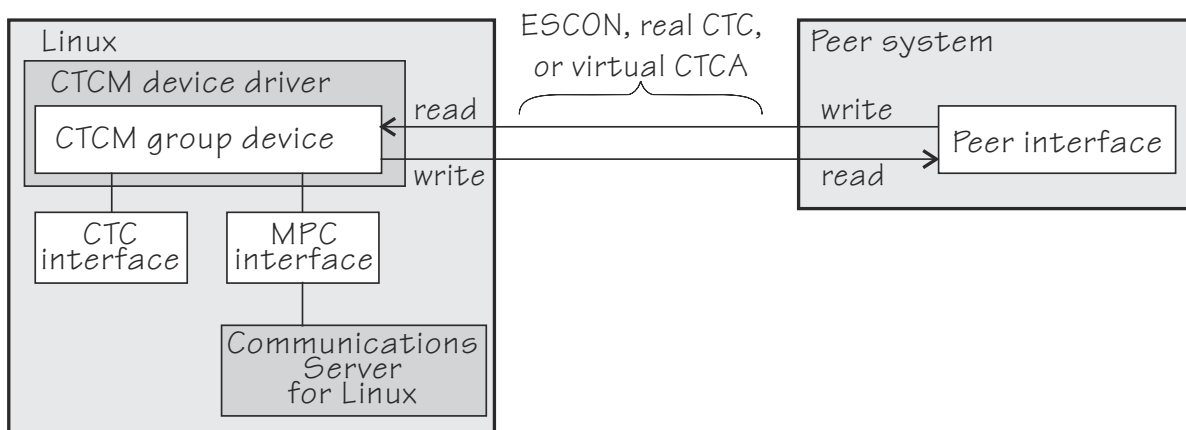 Linux
ESCON, real CTC,
or virtual CTCA
Peer system
CTCM device driver
CTCM group device
read
write
write
read
Peer interface
CTC
interface
MPC
interface
Communications
Server
for Linux